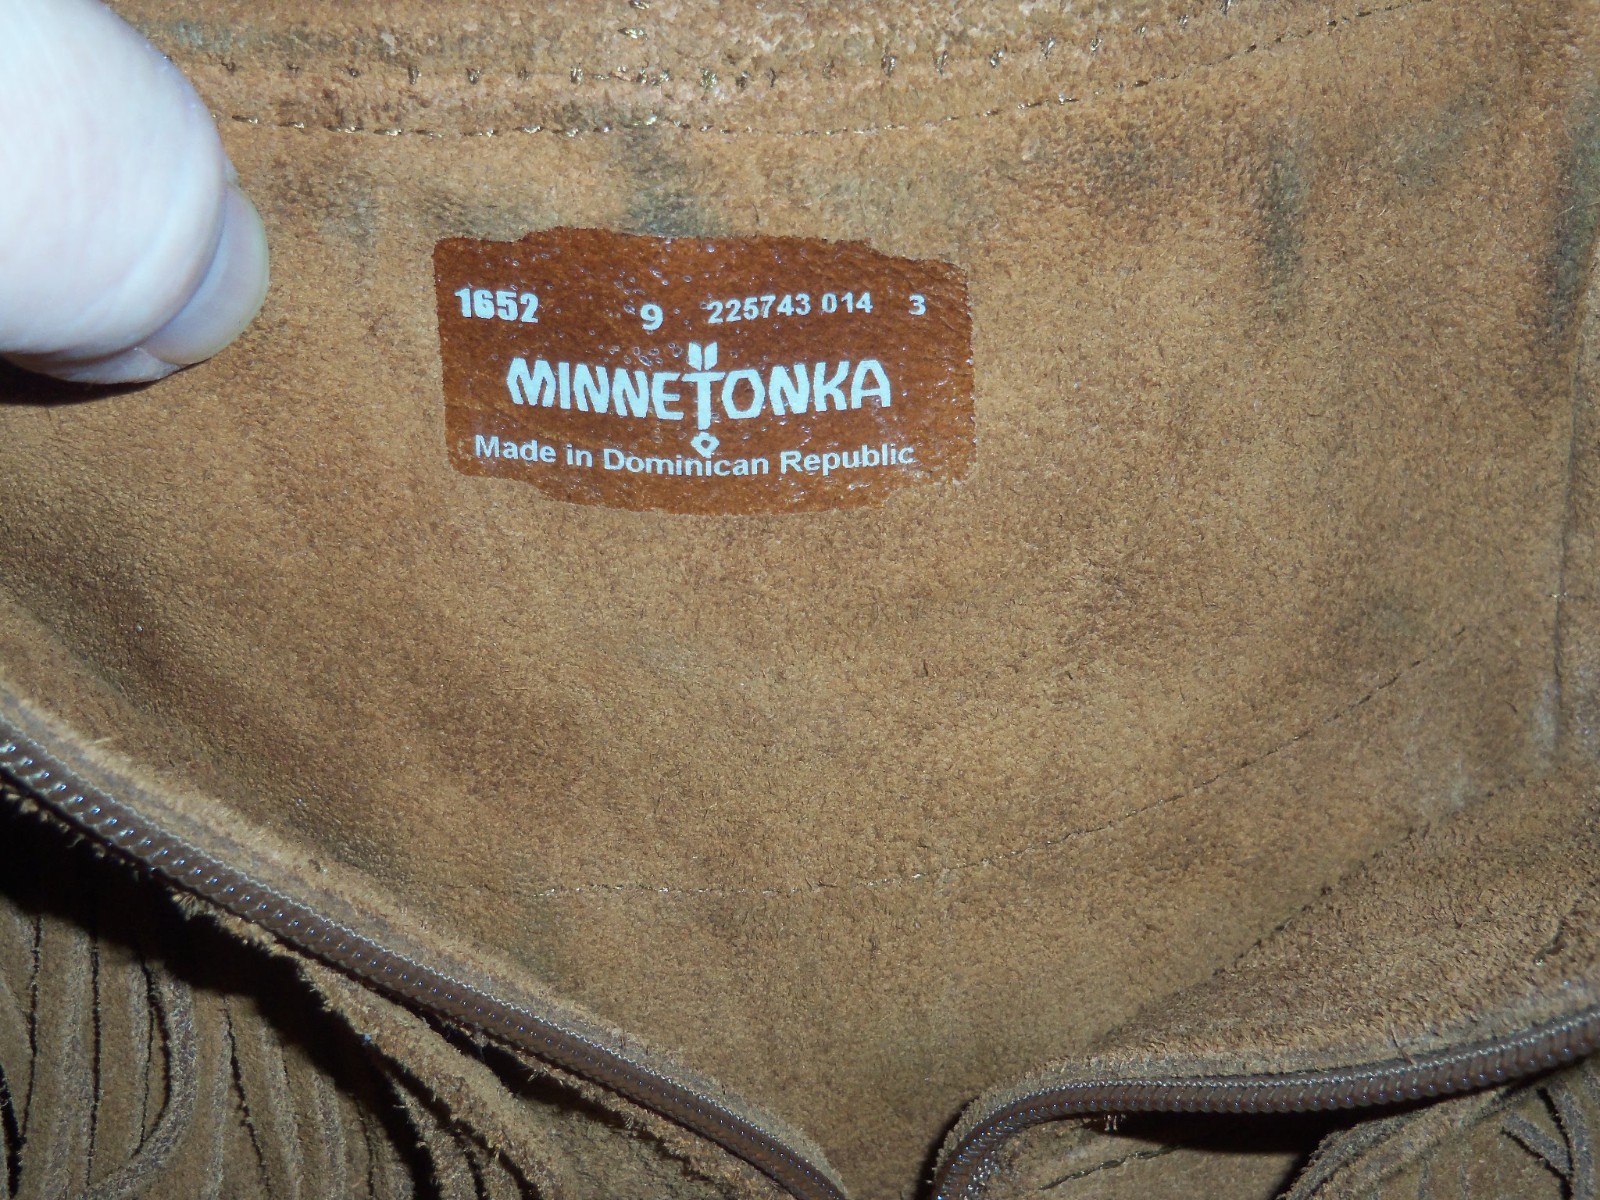 1652 9 225743 014 3
MINNETONKA
Made in Dominican Republic